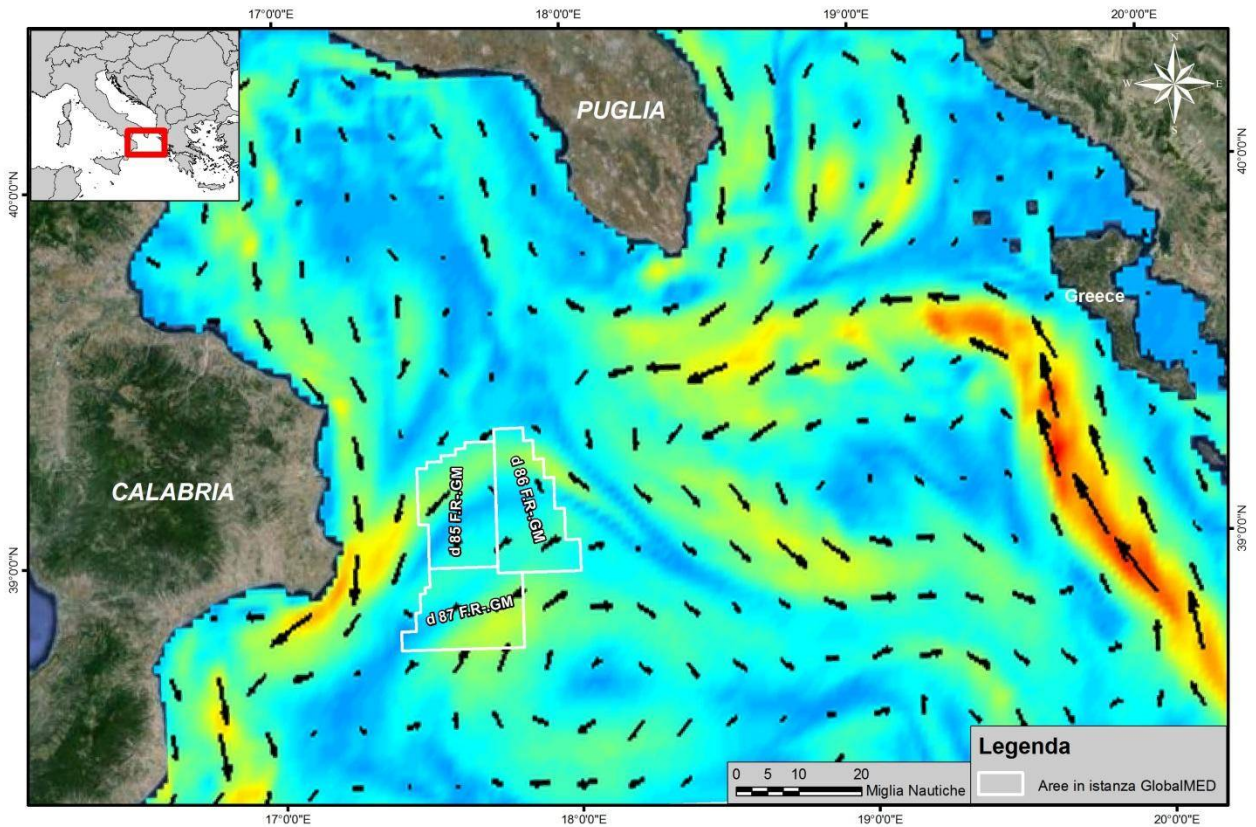 17°0'0"E 18°0'0"E 19°0'0"E 20°0'0"E
N
W E
S
PUGLIA
40°0'0"N 40°0'0"N
Greece
CALABRIA
d 85 F.R-.GM
d 86 F.R-.GM
39°0'0"N 39°0'0"N
d 87 F.R-.GM
Legenda
0 5 10 20
Miglia Nautiche
Aree in istanza GlobalMED
17°0'0"E 18°0'0"E 19°0'0"E 20°0'0"E